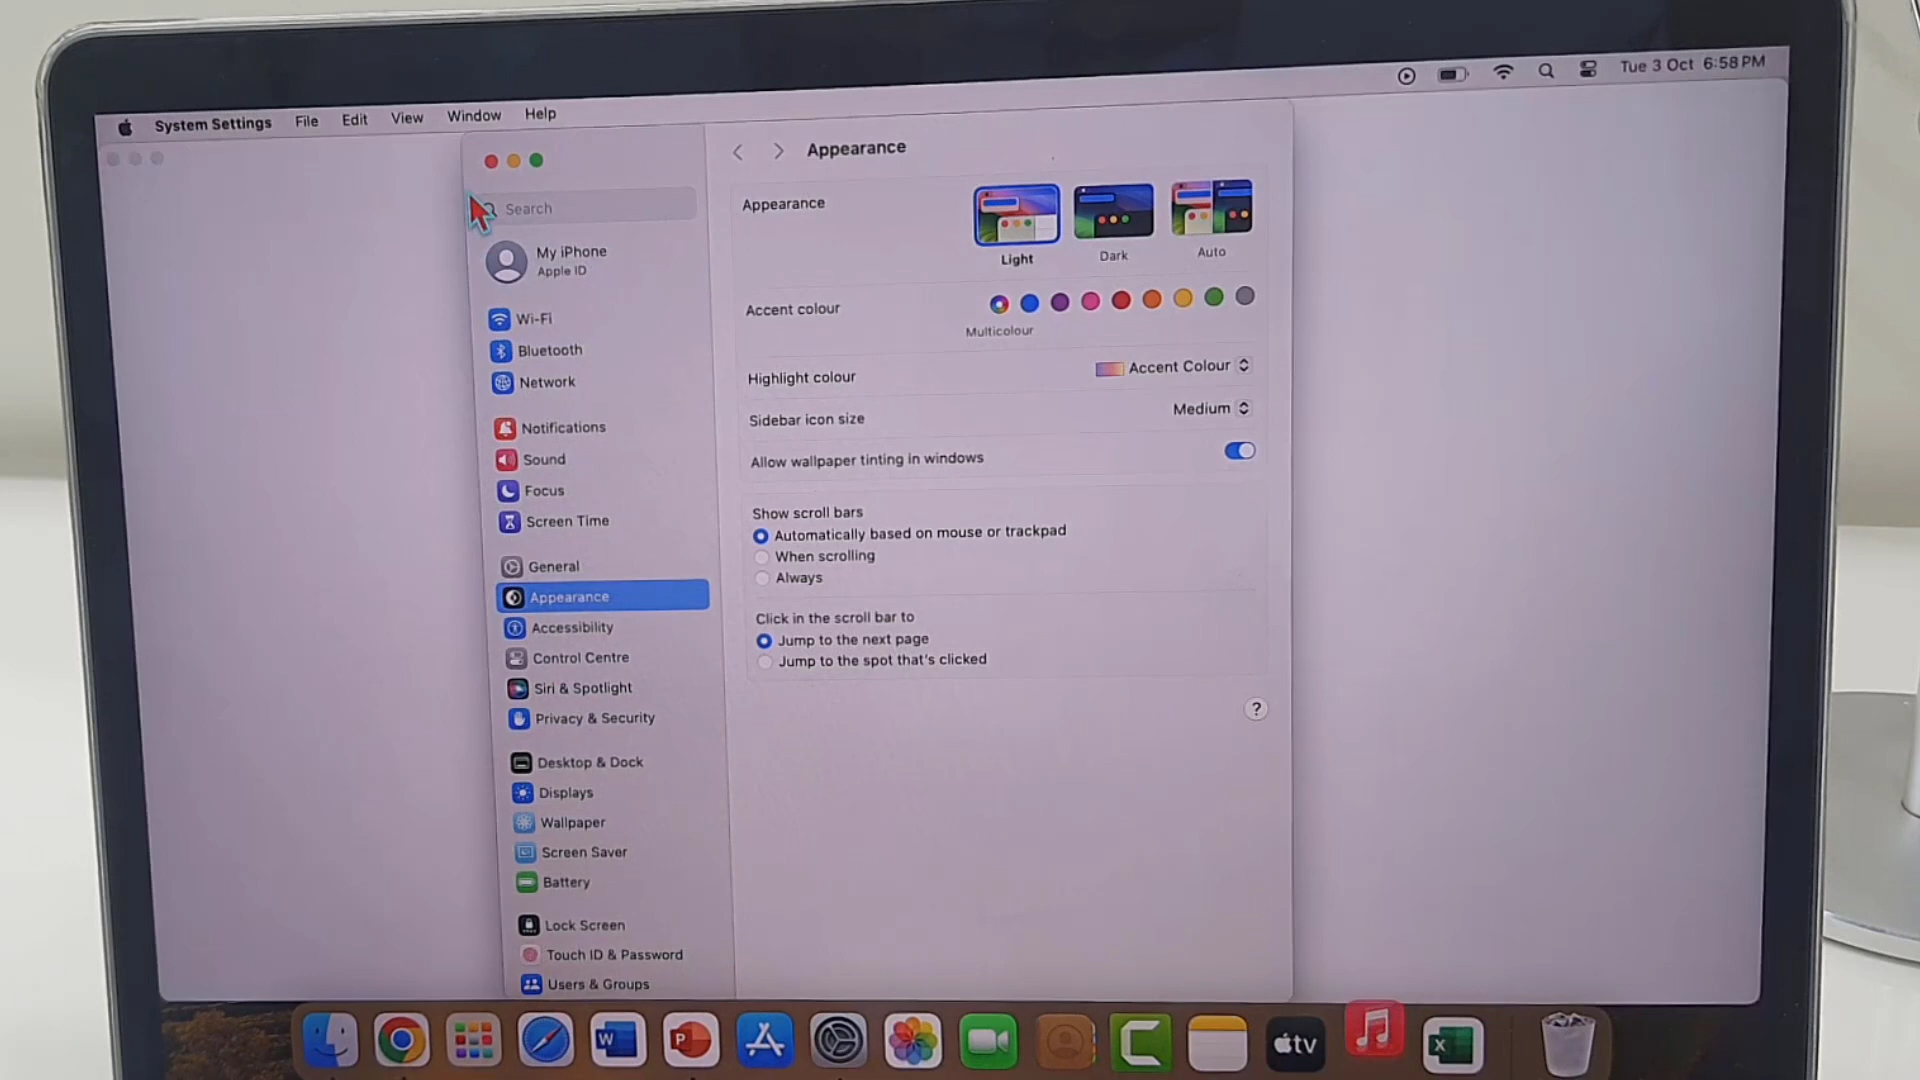 System Settings File Edit View Window Help
Tue 3 Oct 6:58 PM
Search
My iPhone
Apple ID
Wi-Fi
Bluetooth
Network
Notifications
Sound
Focus
Screen Time
General
Appearance
Accessibility
Control Centre
Siri & Spotlight
Privacy & Security
Desktop & Dock
Displays
Wallpaper
Screen Saver
Battery
Lock Screen
Touch ID & Password
Users & Groups
Appearance
Appearance
Light Dark Auto
Accent colour
Multicolour
Highlight colour Accent Colour
Sidebar icon size Medium
Allow wallpaper tinting in windows
Show scroll bars
Automatically based on mouse or trackpad
When scrolling
Always
Click in the scroll bar to
Jump to the next page
Jump to the spot that's clicked
?
W P tv X